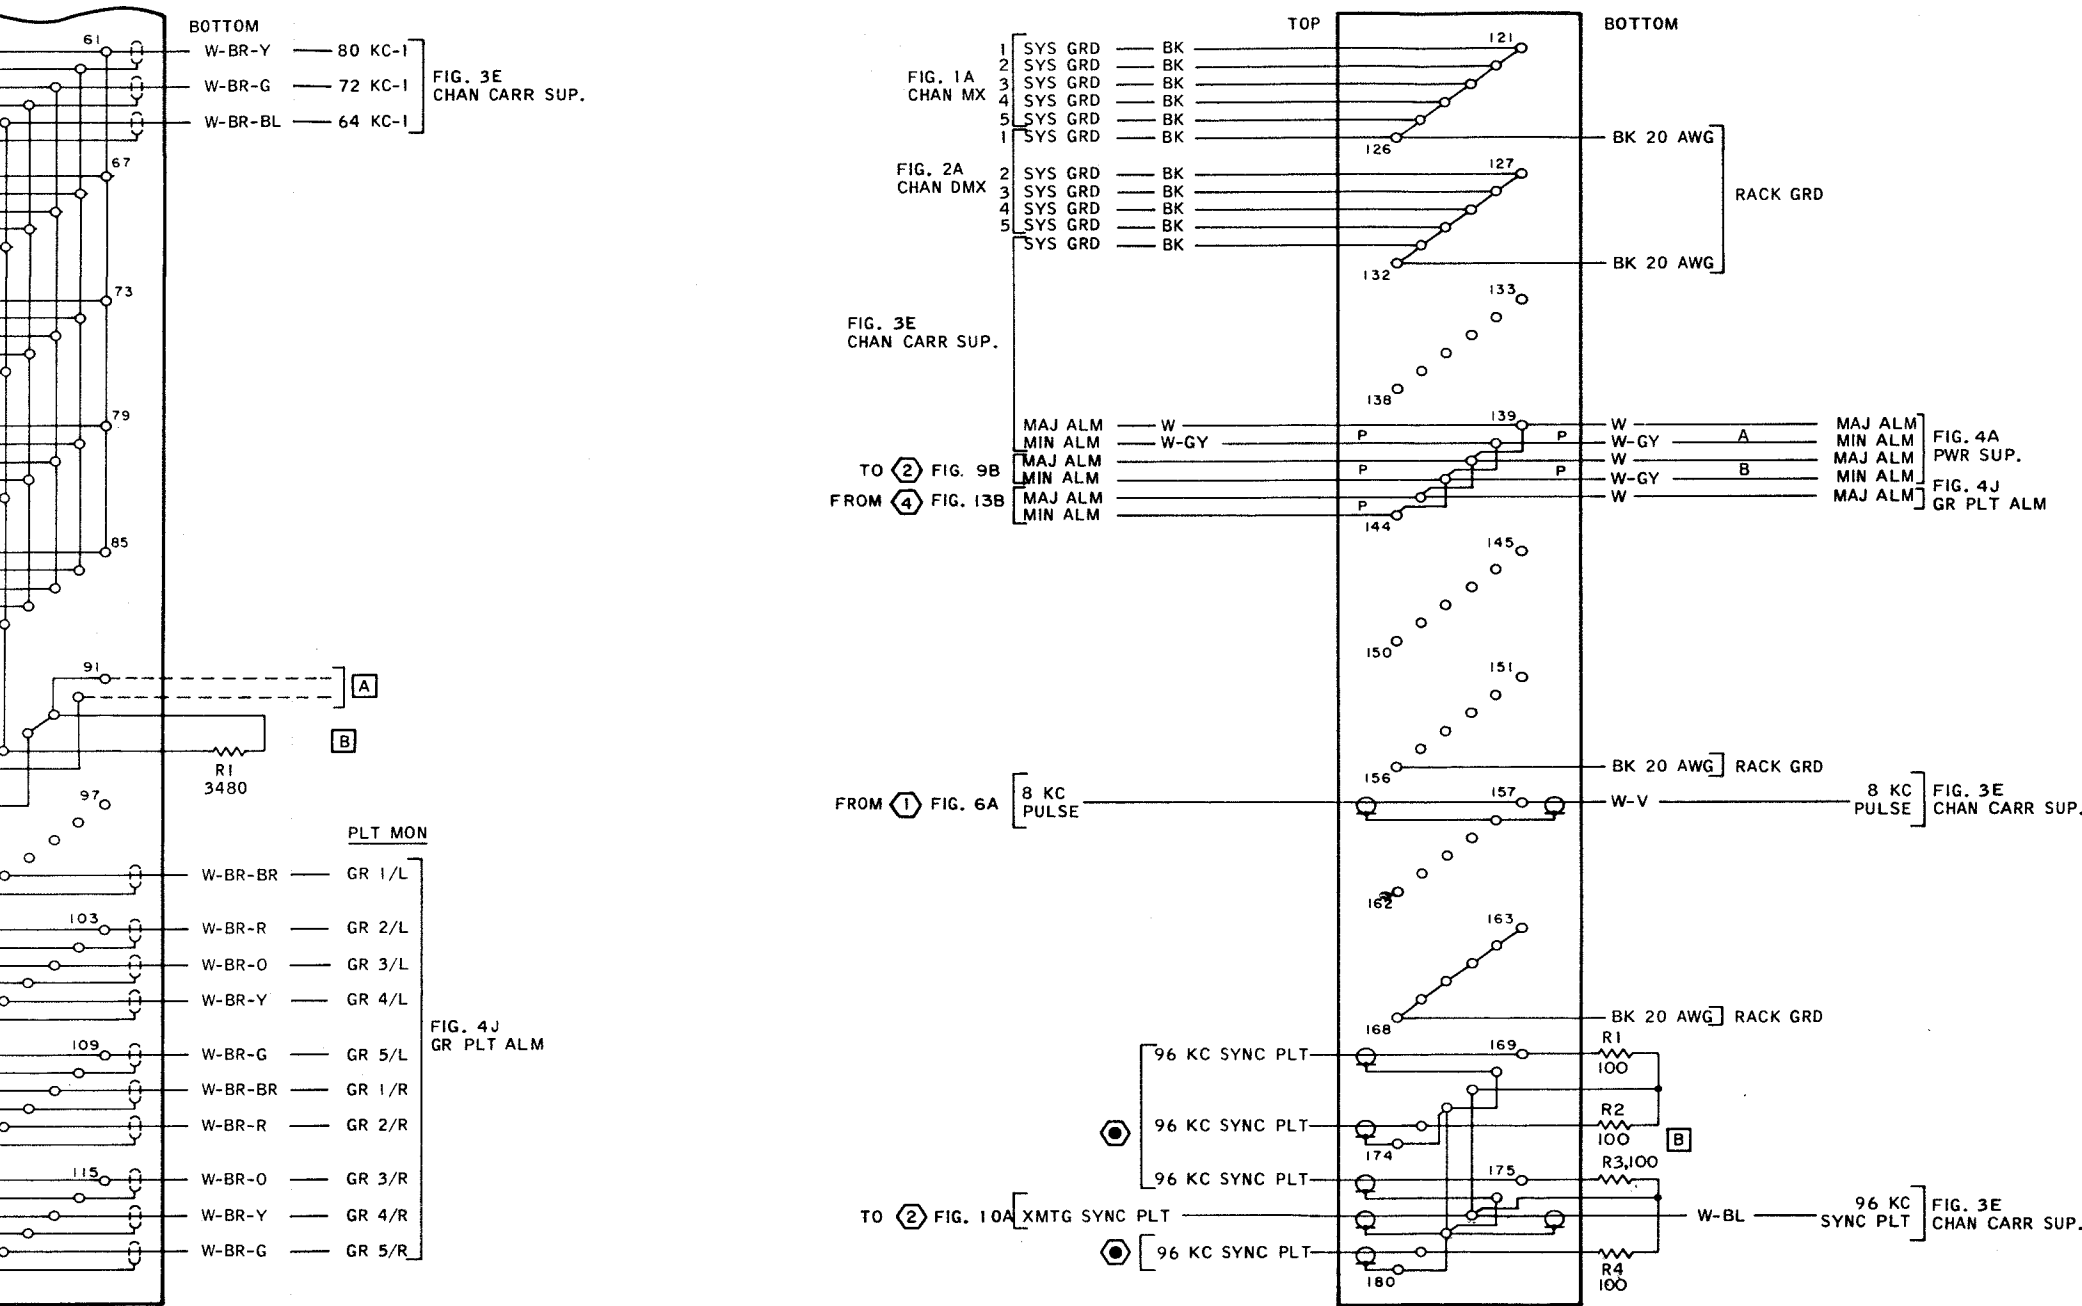 BOTTOM
61
W-BR-Y 80 KC-1
W-BR-G 72 KC-1
W-BR-BL 64 KC-1
FIG. 3E
CHAN CARR SUP.
67
73
79
85
91
A
B
R1
3480
97
PLT MON
W-BR-BR GR 1/L
103
W-BR-R GR 2/L
W-BR-O GR 3/L
W-BR-Y GR 4/L
109
W-BR-G GR 5/L
W-BR-BR GR 1/R
W-BR-R GR 2/R
115
W-BR-O GR 3/R
W-BR-Y GR 4/R
W-BR-G GR 5/R
FIG. 4J
GR PLT ALM
TOP
BOTTOM
FIG. 1A
CHAN MX
1 SYS GRD BK
2 SYS GRD BK
3 SYS GRD BK
4 SYS GRD BK
5 SYS GRD BK
121
126
FIG. 2A
CHAN DMX
1 SYS GRD BK
2 SYS GRD BK
3 SYS GRD BK
4 SYS GRD BK
5 SYS GRD BK
SYS GRD BK
127
132
BK 20 AWG
BK 20 AWG
RACK GRD
FIG. 3E
CHAN CARR SUP.
133
138
139
MAJ ALM W
MIN ALM W-GY P
TO 2 FIG. 9B
MAJ ALM
MIN ALM P
FROM 4 FIG. 13B
MAJ ALM
MIN ALM P
144
W MAJ ALM
P W-GY A MIN ALM
W MAJ ALM
P W-GY B MIN ALM
FIG. 4A
PWR SUP.
W MAJ ALM
FIG. 4J
GR PLT ALM
145
150
151
156
BK 20 AWG RACK GRD
FROM 1 FIG. 6A
8 KC
PULSE
157
W-V
8 KC
PULSE
FIG. 3E
CHAN CARR SUP.
162
163
168
BK 20 AWG RACK GRD
96 KC SYNC PLT
169
R1
100
96 KC SYNC PLT
174
R2
100
B
96 KC SYNC PLT
175
R3,100
TO 2 FIG. 10A XMTG SYNC PLT
W-BL
96 KC
SYNC PLT
FIG. 3E
CHAN CARR SUP.
96 KC SYNC PLT
180
R4
100